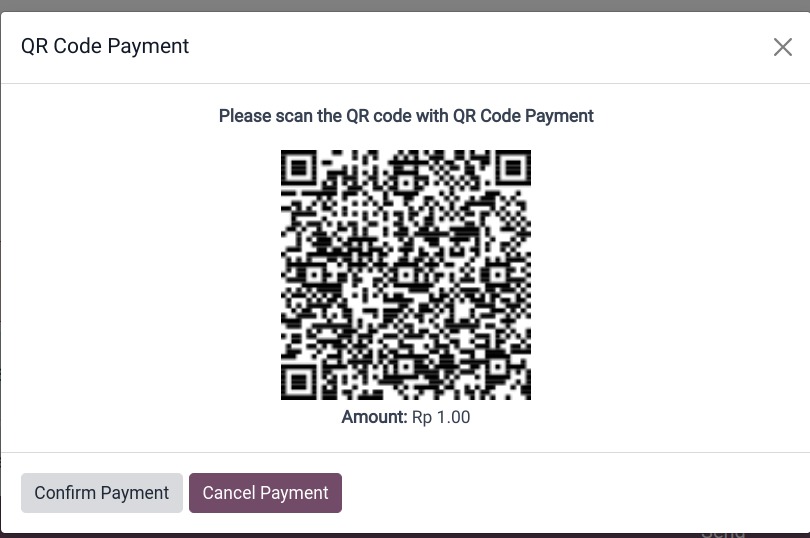 QR Code Payment
Please scan the QR code with QR Code Payment
Amount: Rp 1.00
Confirm Payment
Cancel Payment